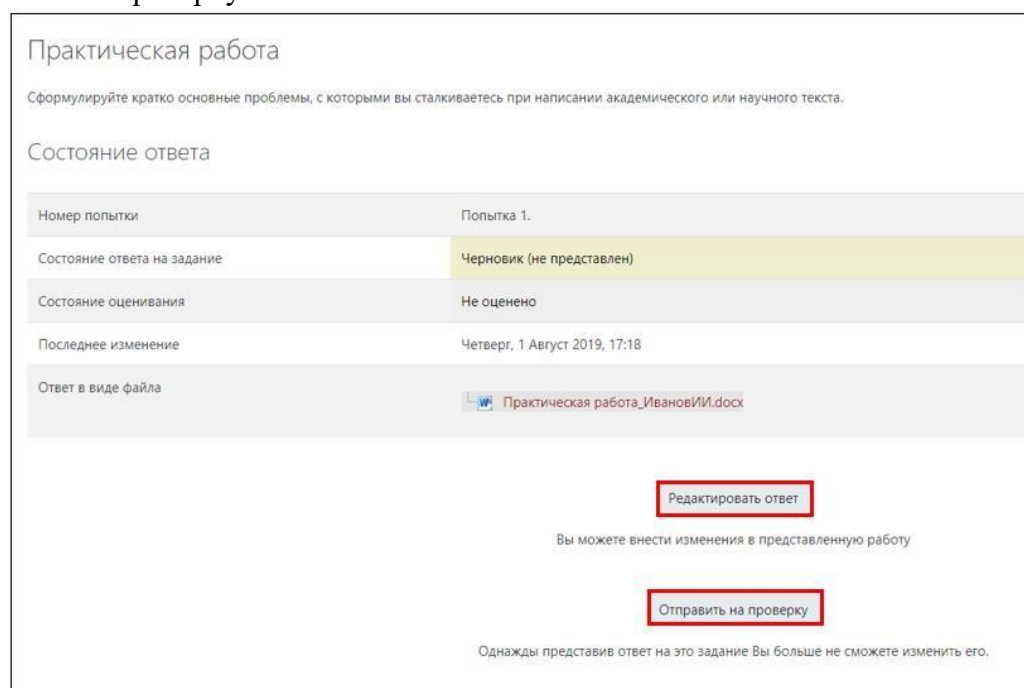 Практическая работа
Сформулируйте кратко основные проблемы, с которыми вы сталкиваетесь при написании академического или научного текста.
Состояние ответа
Номер попытки Попытка 1.
Состояние ответа на задание Черновик (не представлен)
Состояние оценивания Не оценено
Последнее изменение Четверг, 1 Август 2019, 17:18
Ответ в виде файла
Практическая работа_ИвановИИ.docx
Редактировать ответ
Вы можете внести изменения в представленную работу
Отправить на проверку
Однажды представив ответ на это задание Вы больше не сможете изменить его.